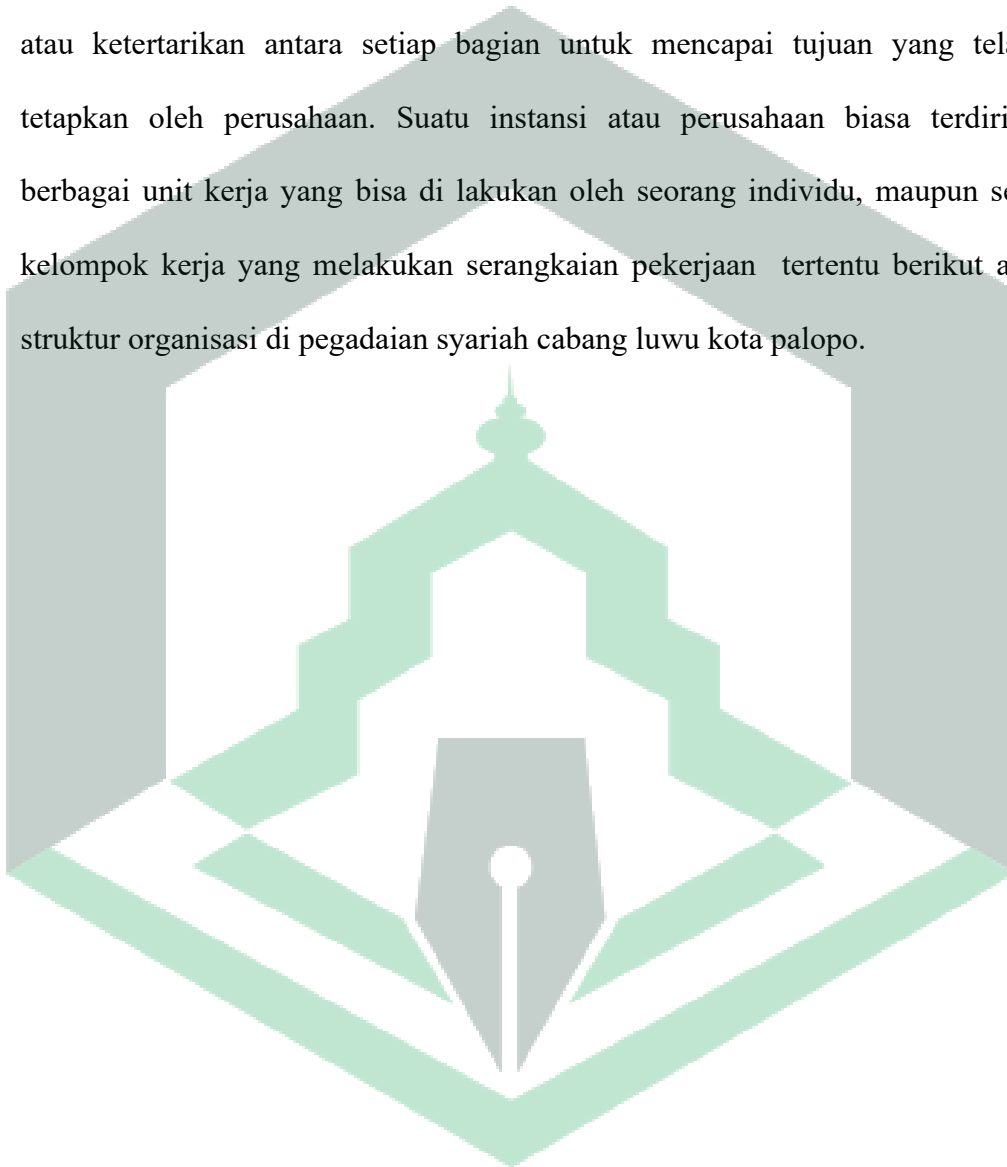 atau ketertarikan antara setiap bagian untuk mencapai tujuan yang
tetapkan oleh perusahaan. Suatu instansi atau perusahaan biasa terdiri
berbagai unit kerja yang bisa di lakukan oleh seorang individu, maupun
kelompok kerja yang melakukan serangkaian pekerjaan tertentu berikut
struktur organisasi di pegadaian syariah cabang luwu kota palopo.